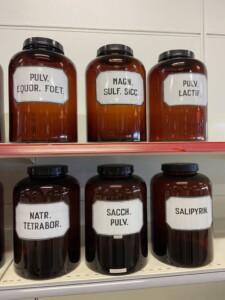 PULV.
EQUOR. FOET.
MAGN.
SULF. SICC
PULV.
LACTIF.
NATR.
TETRABOR.
SACCH.
PULV.
SALIPYRIN.